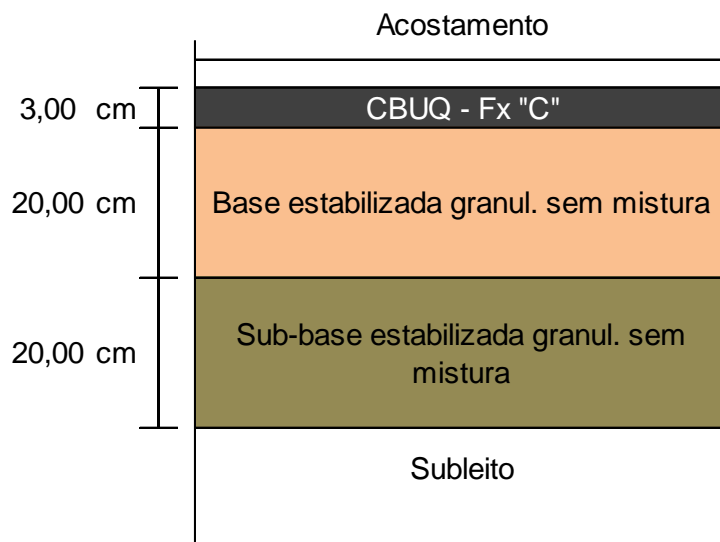 Acostamento
3,00 cm
CBUQ - Fx "C"
20,00 cm
Base estabilizada granul. sem mistura
20,00 cm
Sub-base estabilizada granul. sem
mistura
Subleito